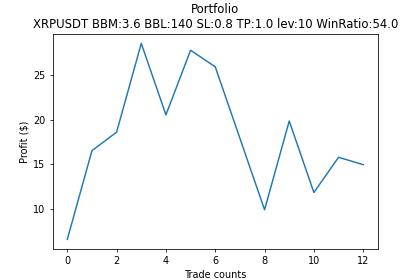 Portfolio
XRPUSDT BBM:3.6 BBL:140 SL:0.8 TP:1.0 lev:10 WinRatio:54.0
25
20
15
10
Profit ($)
0 2 4 6 8 10 12
Trade counts